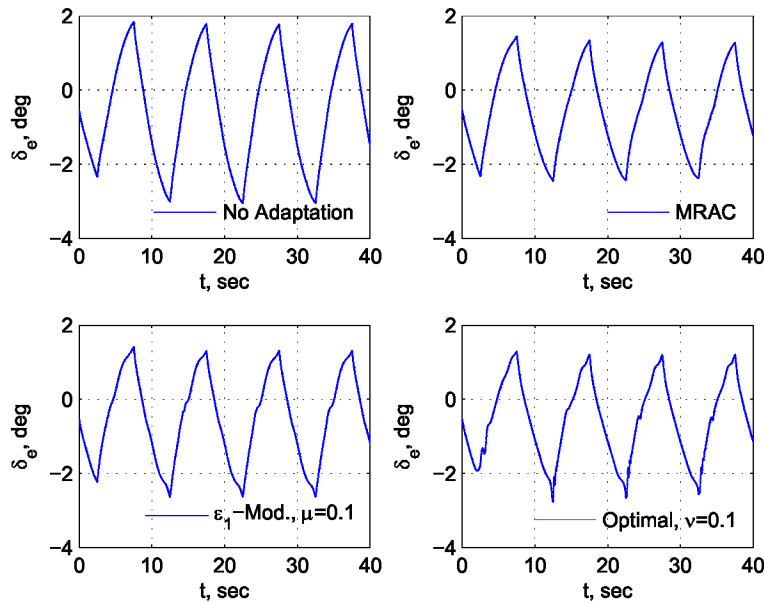 2
0
−2
−4
δe, deg
No Adaptation
0 10 20 30 40
t, sec
2
0
−2
−4
δe, deg
MRAC
0 10 20 30 40
t, sec
2
0
−2
−4
δe, deg
ε1−Mod., μ=0.1
0 10 20 30 40
t, sec
2
0
−2
−4
δe, deg
Optimal, ν=0.1
0 10 20 30 40
t, sec